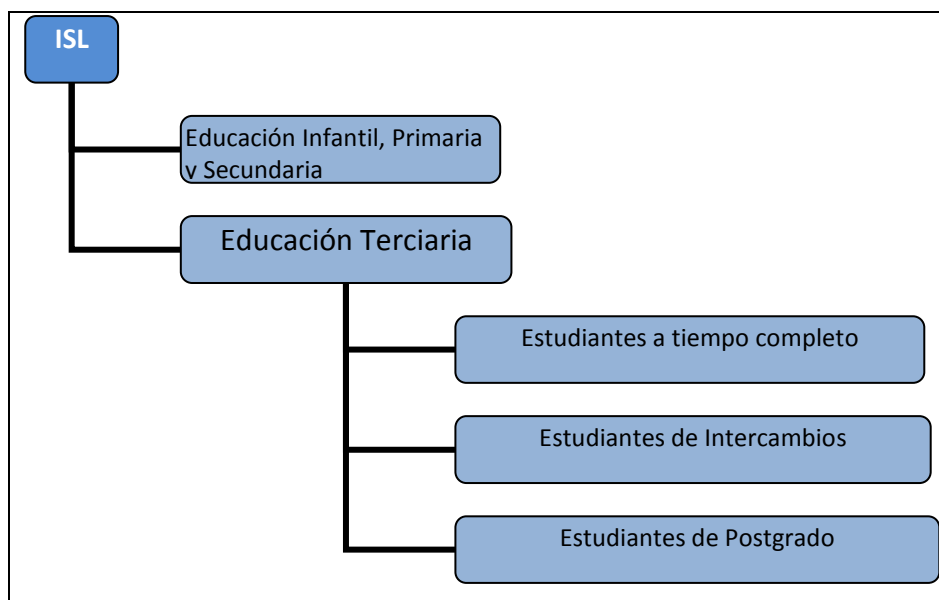 ISL
Educación Infantil, Primaria
y Secundaria
Educación Terciaria
Estudiantes a tiempo completo
Estudiantes de Intercambios
Estudiantes de Postgrado